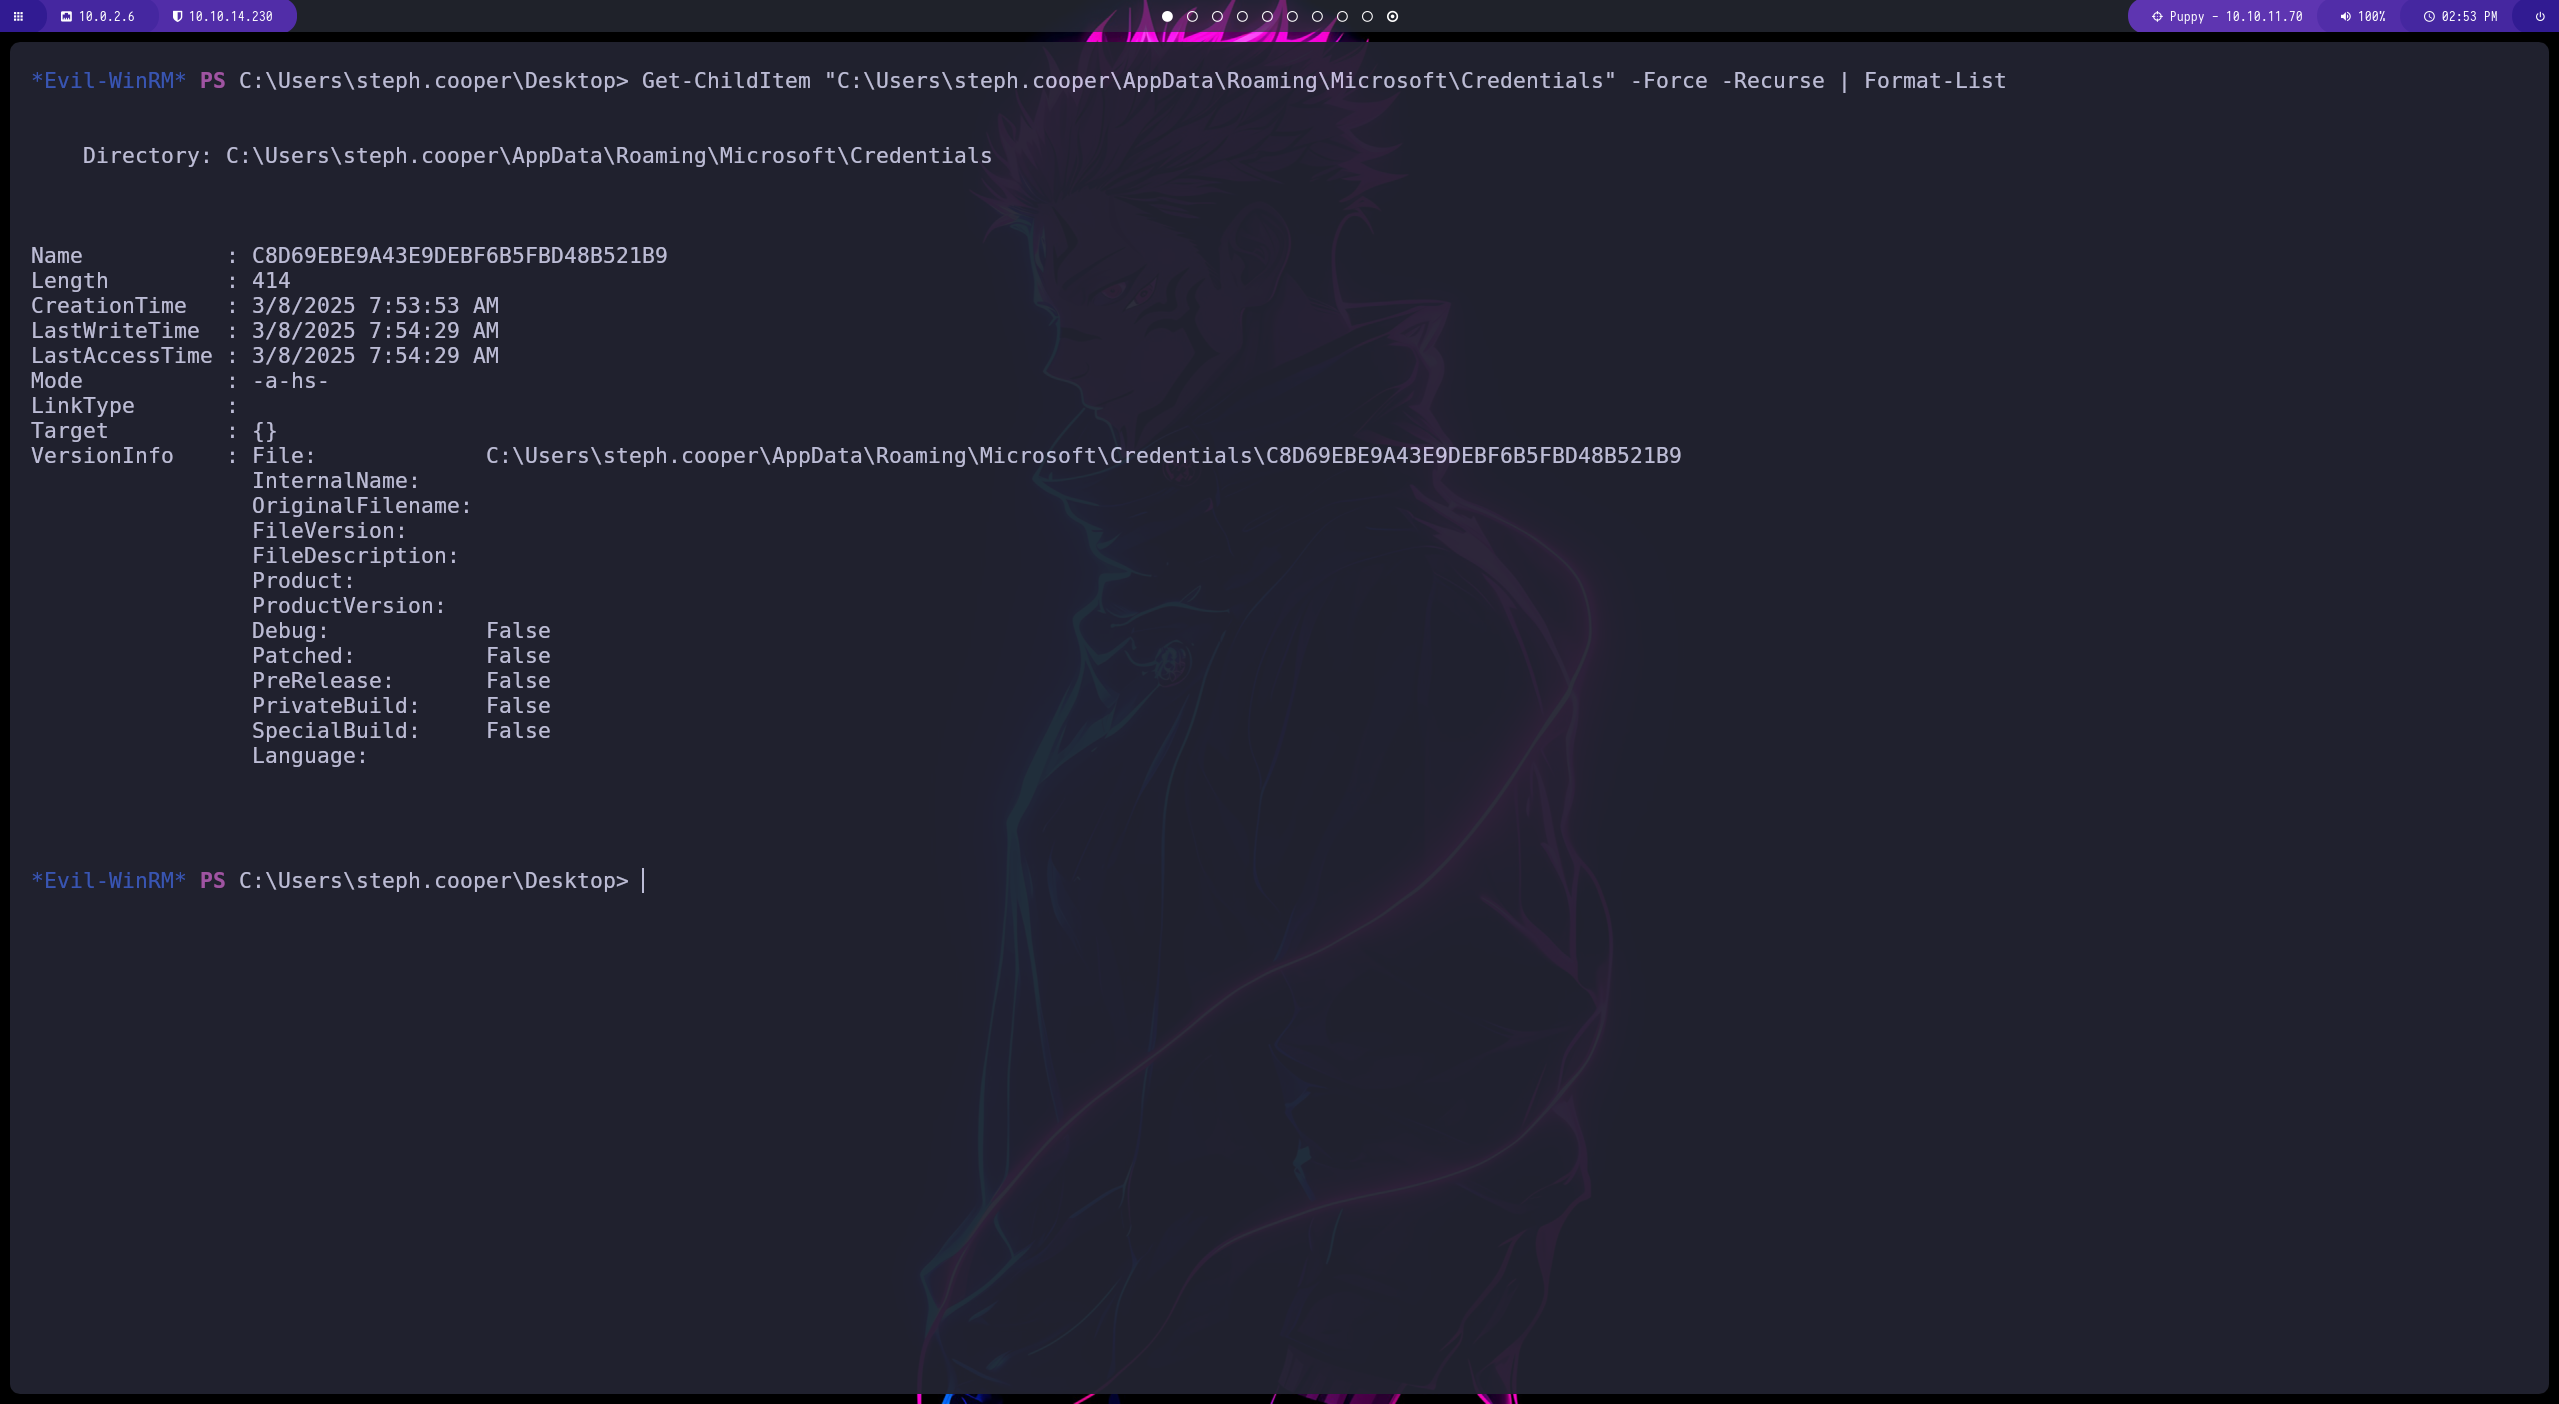 10.0.2.6 10.10.14.230 Puppy - 10.10.11.70 100% 02:53 PM
*Evil-WinRM* PS C:\Users\steph.cooper\Desktop> Get-ChildItem "C:\Users\steph.cooper\AppData\Roaming\Microsoft\Credentials" -Force -Recurse | Format-List
Directory: C:\Users\steph.cooper\AppData\Roaming\Microsoft\Credentials
Name : C8D69EBE9A43E9DEBF6B5FBD48B521B9
Length : 414
CreationTime : 3/8/2025 7:53:53 AM
LastWriteTime : 3/8/2025 7:54:29 AM
LastAccessTime : 3/8/2025 7:54:29 AM
Mode : -a-hs-
LinkType :
Target : {}
VersionInfo : File: C:\Users\steph.cooper\AppData\Roaming\Microsoft\Credentials\C8D69EBE9A43E9DEBF6B5FBD48B521B9
InternalName:
OriginalFilename:
FileVersion:
FileDescription:
Product:
ProductVersion:
Debug: False
Patched: False
PreRelease: False
PrivateBuild: False
SpecialBuild: False
Language:
*Evil-WinRM* PS C:\Users\steph.cooper\Desktop>